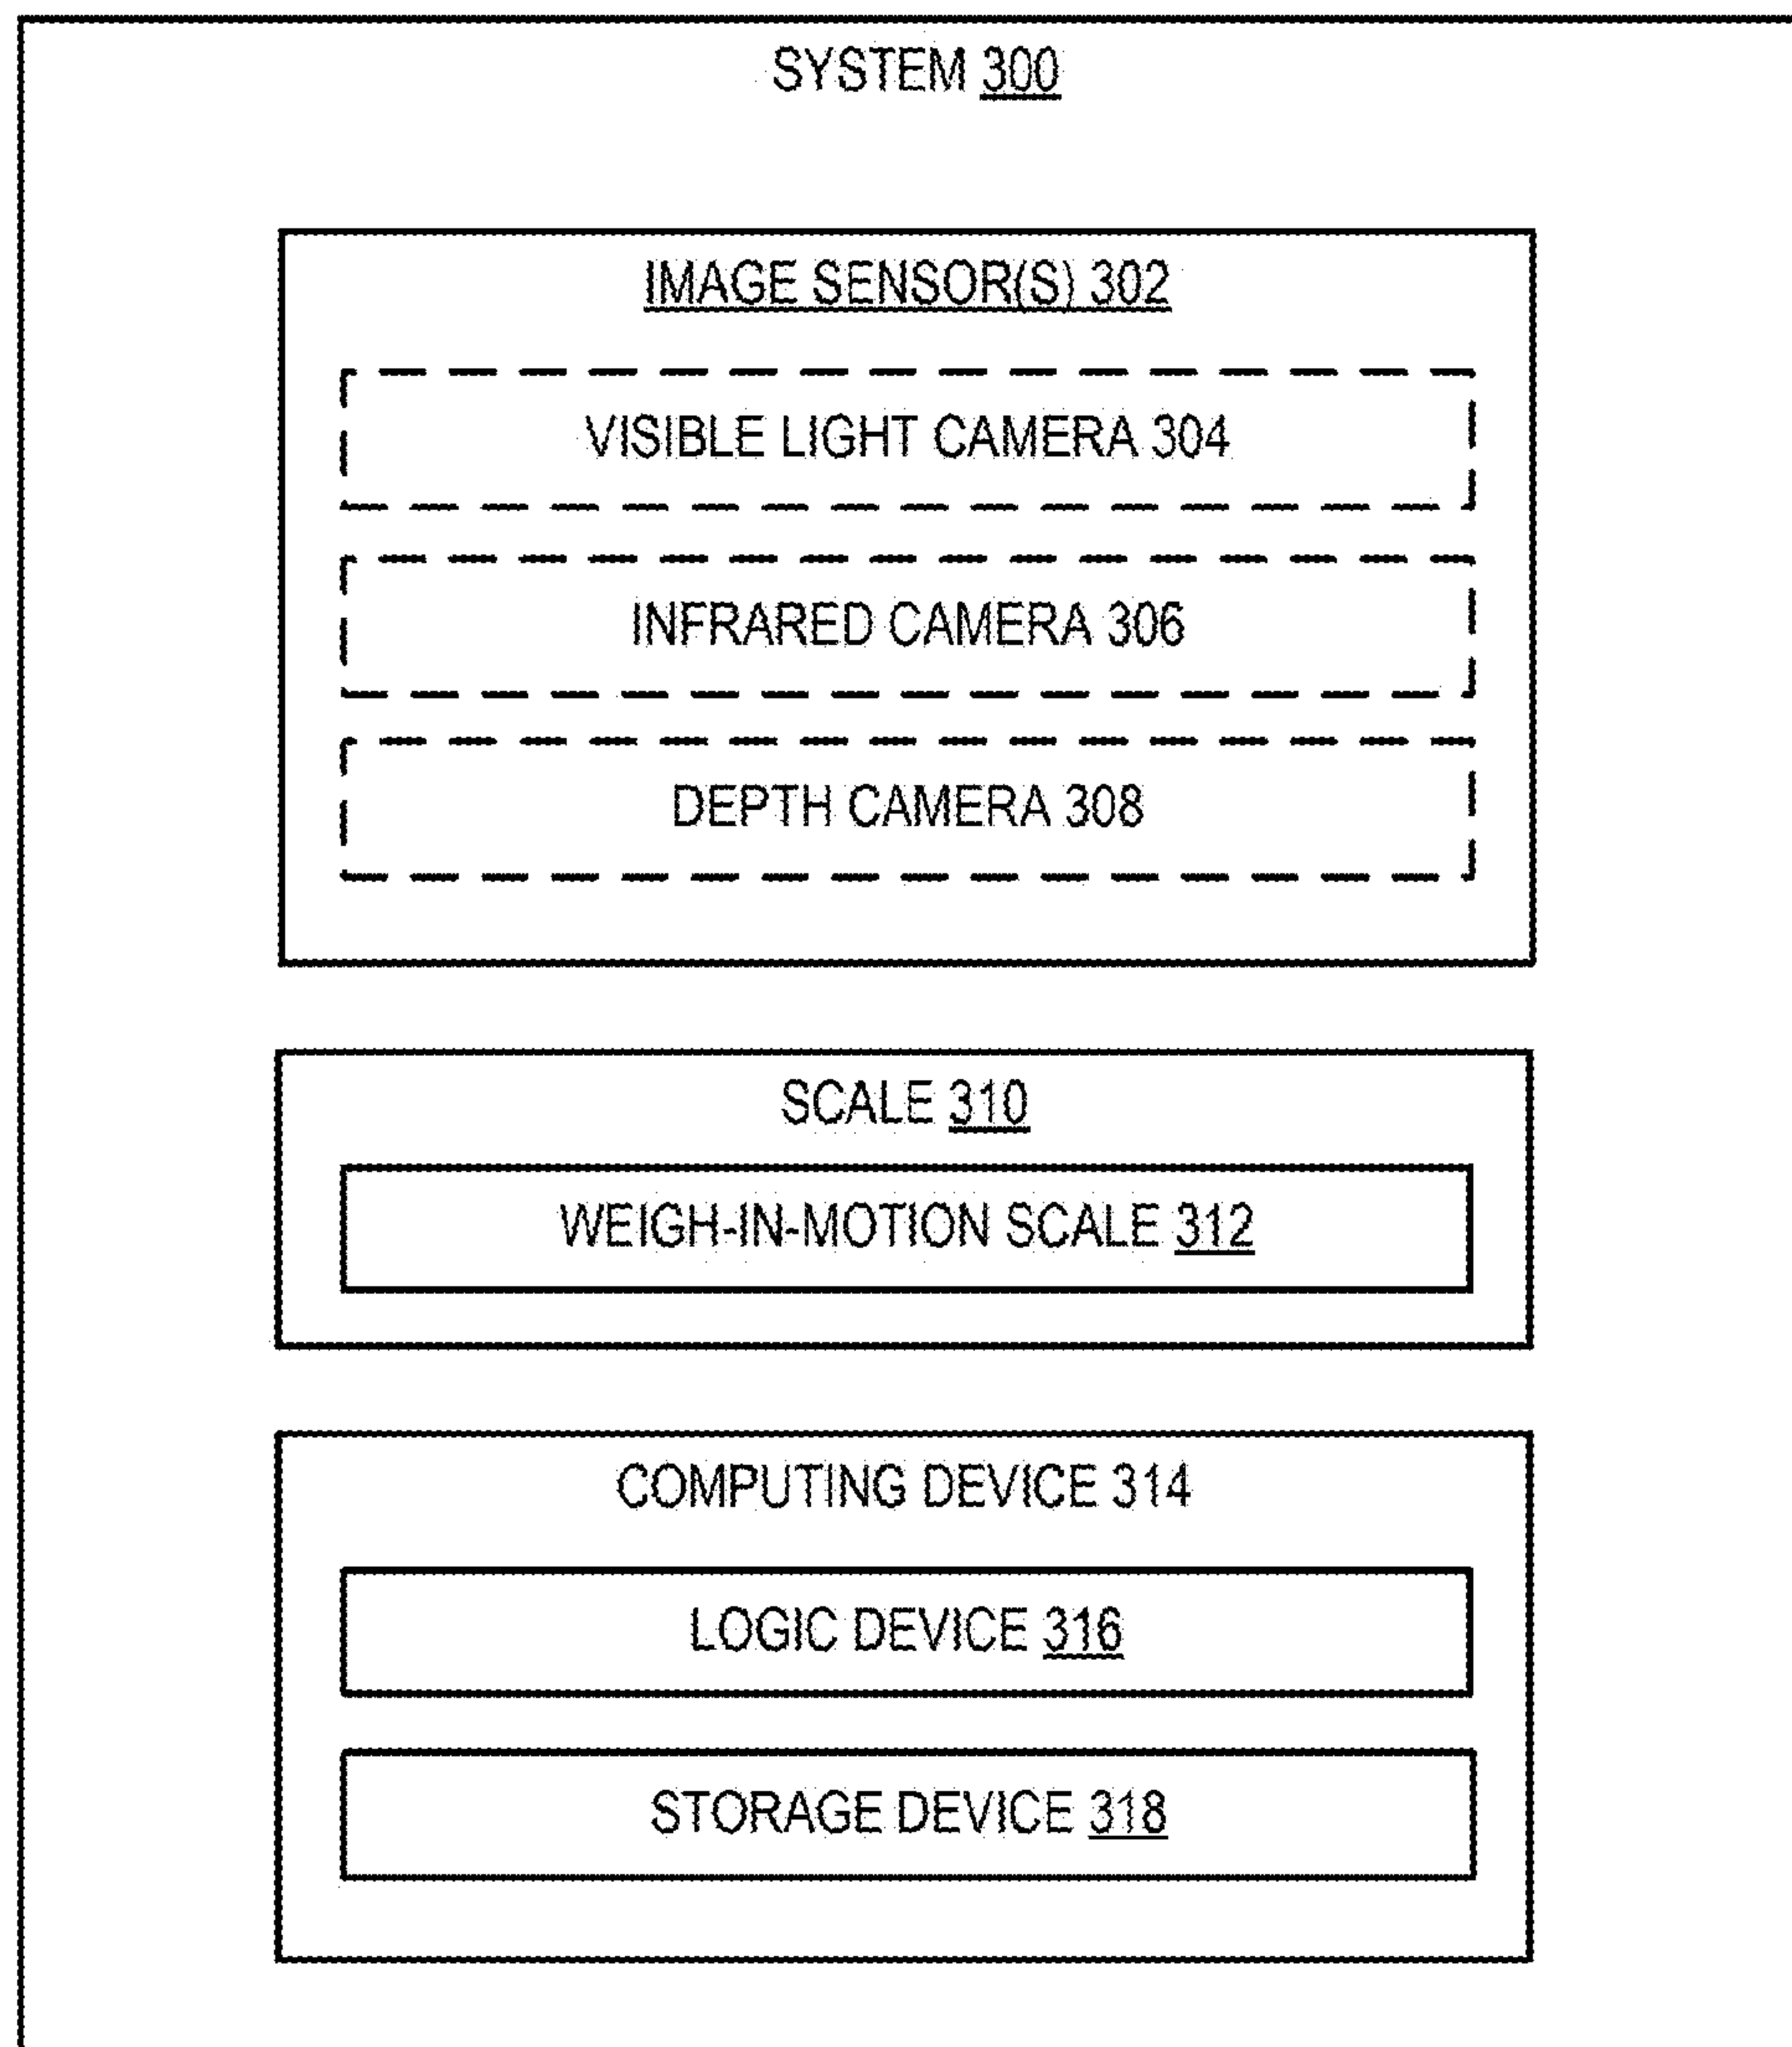 SYSTEM 300
IMAGE SENSOR(S) 302
VISIBLE LIGHT CAMERA 304
INFRARED CAMERA 306
DEPTH CAMERA 308
SCALE 310
WEIGH-IN-MOTION SCALE 312
COMPUTING DEVICE 314
LOGIC DEVICE 316
STORAGE DEVICE 318